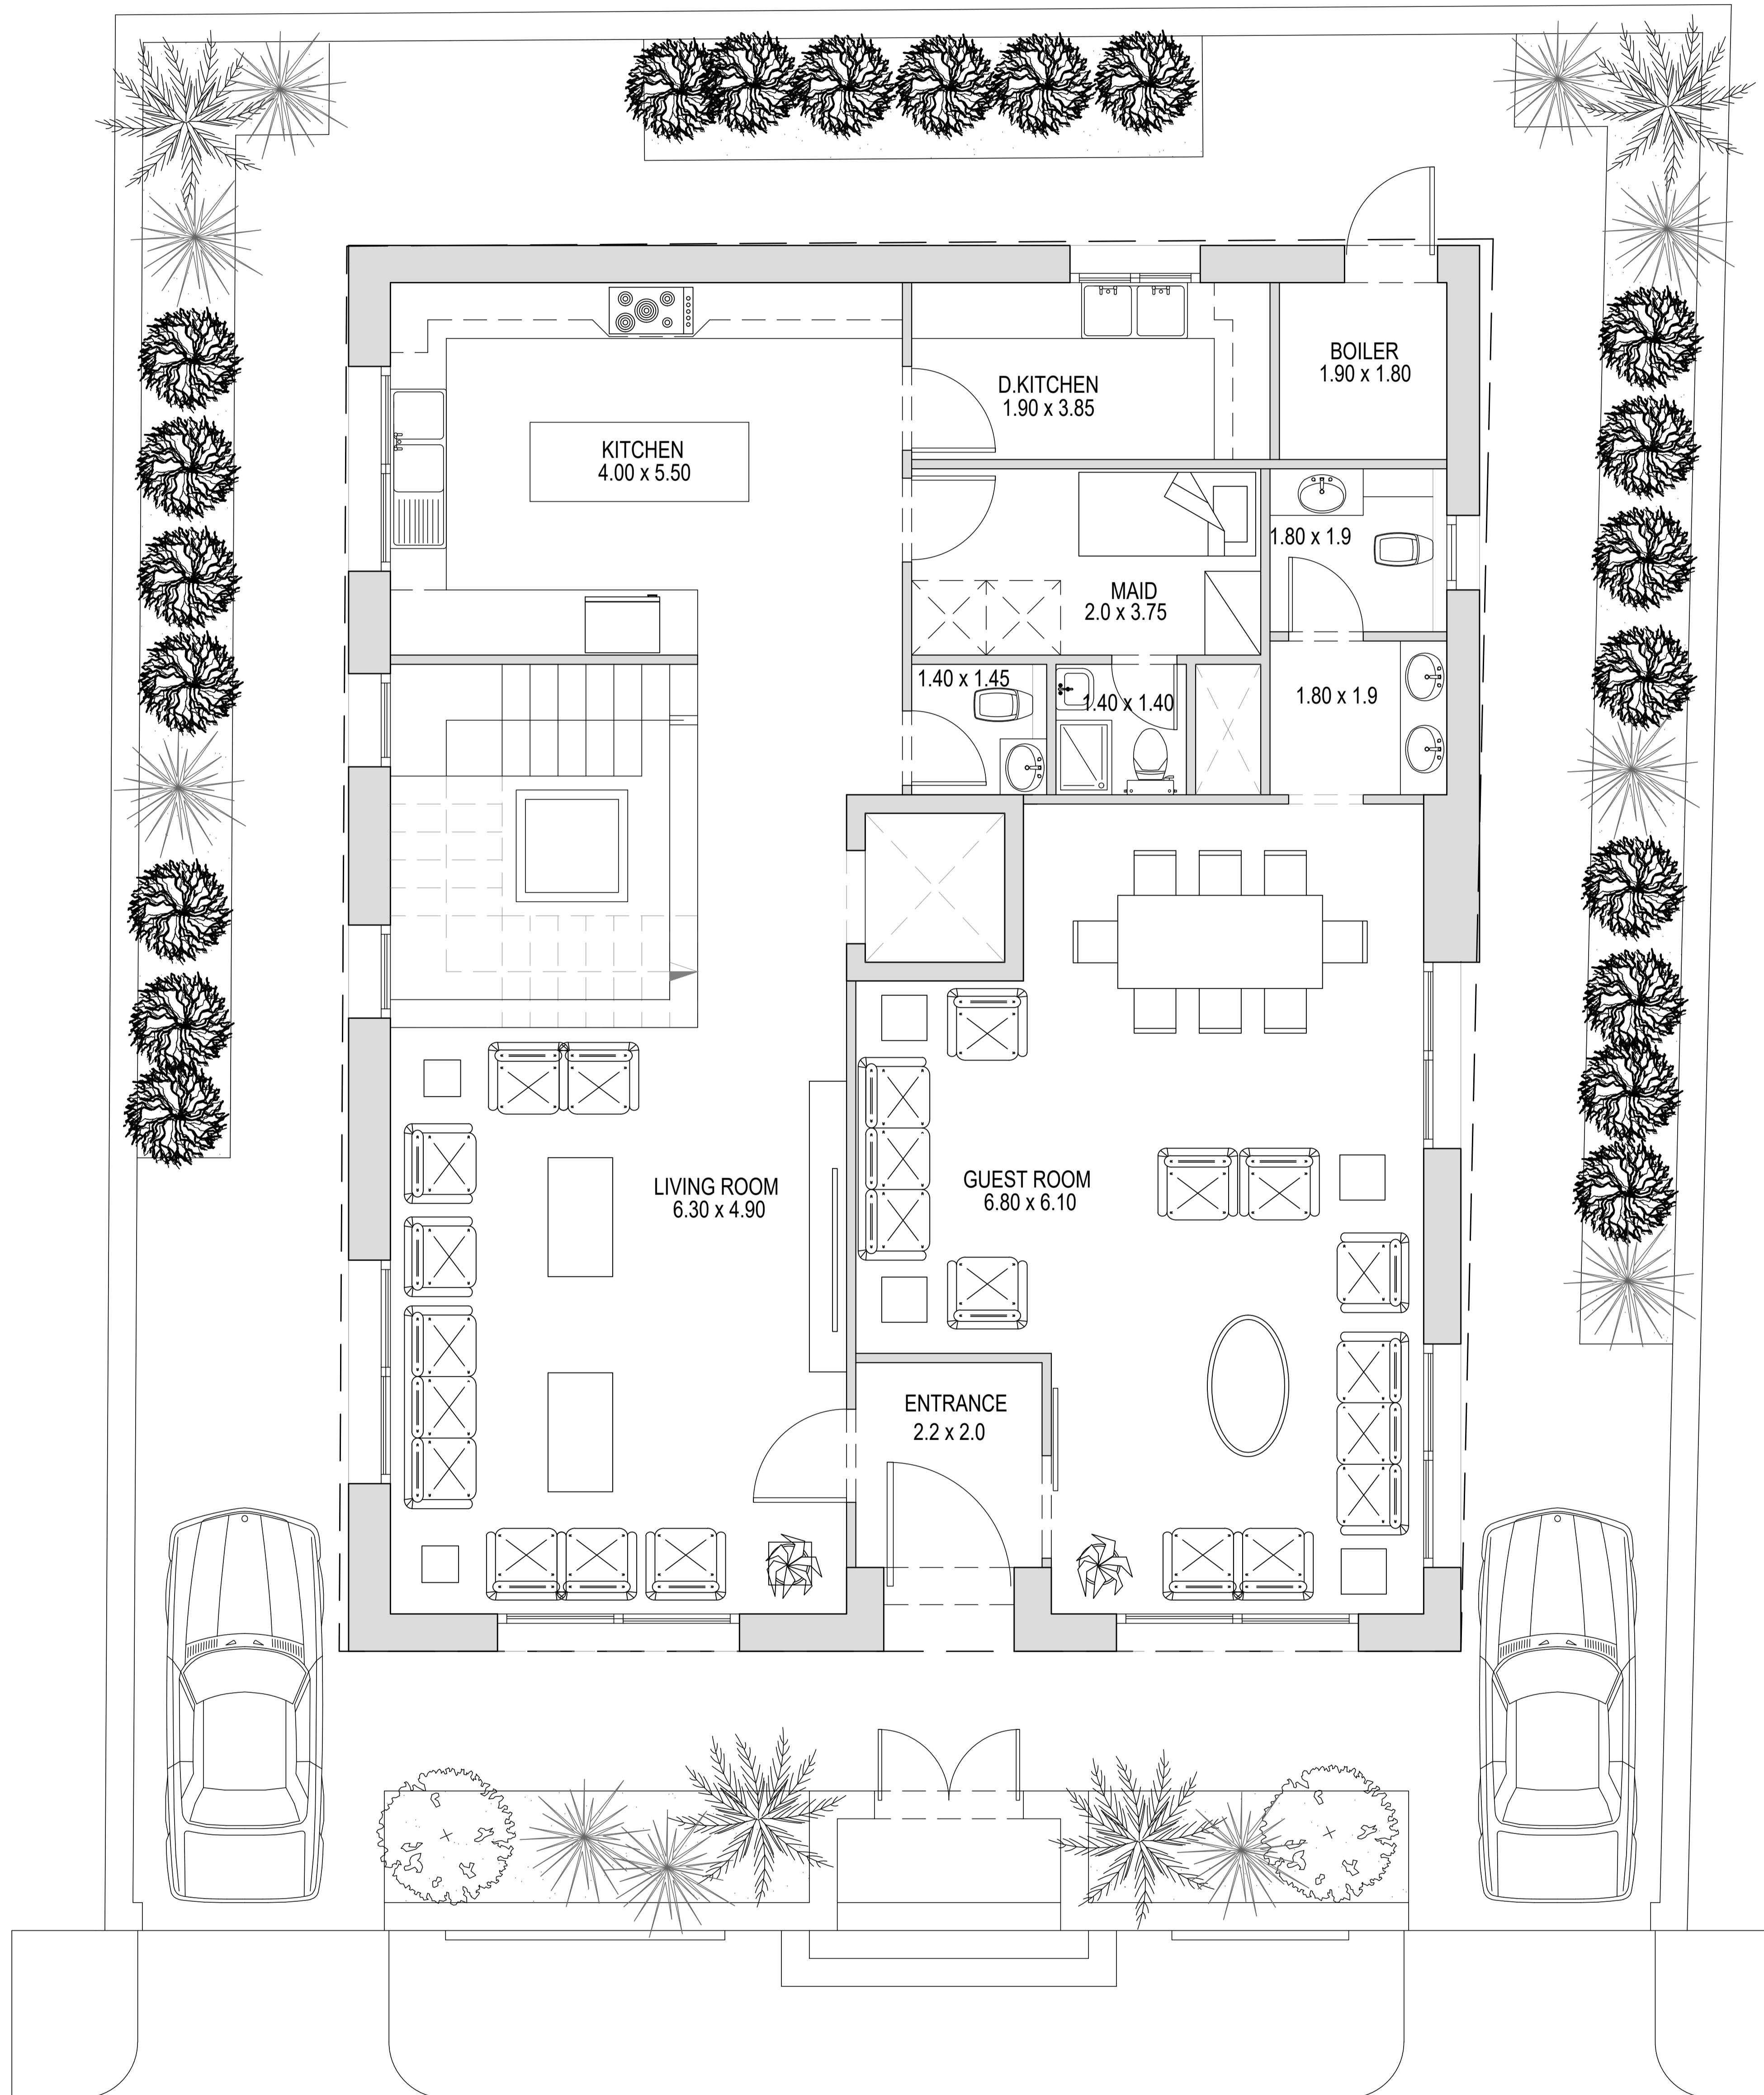 BOILER
1.90 x 1.80
D.KITCHEN
1.90 x 3.85
KITCHEN
4.00 x 5.50
1.80 x 1.9
MAID
2.0 x 3.75
1.40 x 1.45
1.40 x 1.40
1.80 x 1.9
LIVING ROOM
6.30 x 4.90
GUEST ROOM
6.80 x 6.10
ENTRANCE
2.2 x 2.0